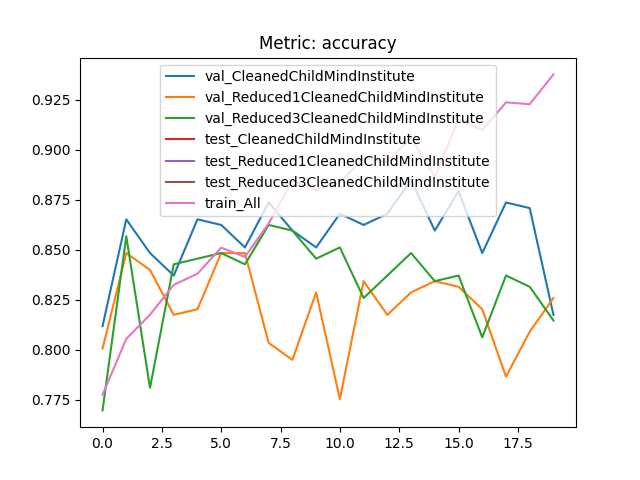 Metric: accuracy
val_CleanedChildMindInstitute
val_Reduced1CleanedChildMindInstitute
val_Reduced3CleanedChildMindInstitute
test_CleanedChildMindInstitute
test_Reduced1CleanedChildMindInstitute
test_Reduced3CleanedChildMindInstitute
train_All
0.925
0.900
0.875
0.850
0.825
0.800
0.775
0.0 2.5 5.0 7.5 10.0 12.5 15.0 17.5